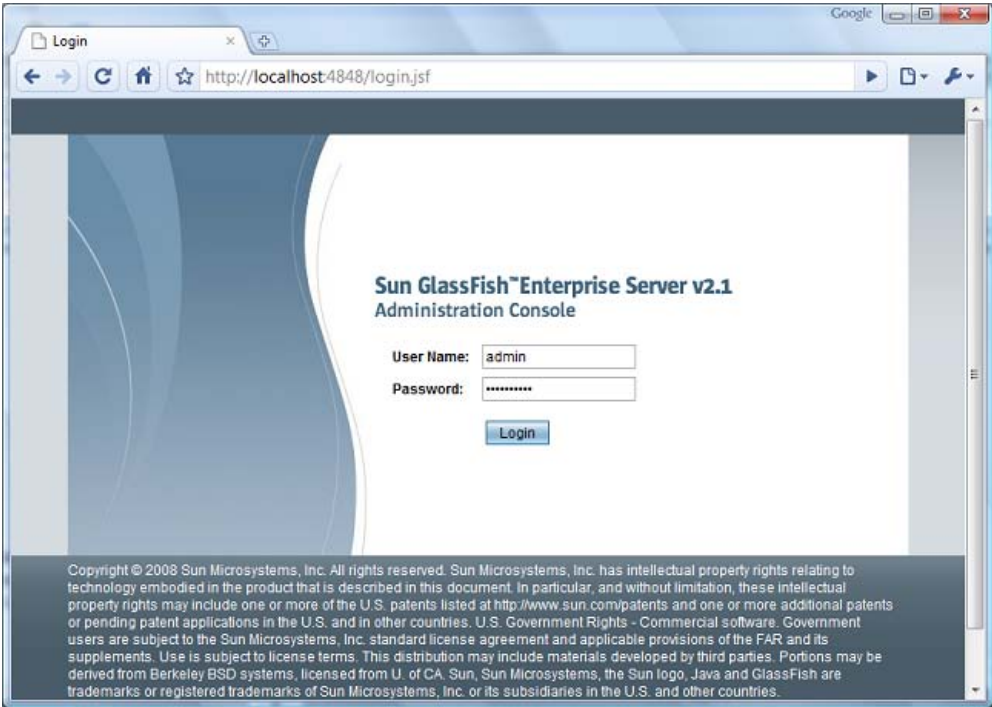 Google
Login
http://localhost:4848/login.jsf
Sun GlassFish™ Enterprise Server v2.1
Administration Console
User Name: admin
Password: ••••••••••
Login
Copyright © 2008 Sun Microsystems, Inc. All rights reserved. Sun Microsystems, Inc. has intellectual property rights relating to
technology embodied in the product that is described in this document. In particular, and without limitation, these intellectual
property rights may include one or more of the U.S. patents listed at http://www.sun.com/patents and one or more additional patents
or pending patent applications in the U.S. and in other countries. U.S. Government Rights - Commercial software. Government
users are subject to the Sun Microsystems, Inc. standard license agreement and applicable provisions of the FAR and its
supplements. Use is subject to license terms. This distribution may include materials developed by third parties. Portions may be
derived from Berkeley BSD systems, licensed from U. of CA. Sun, Sun Microsystems, the Sun logo, Java and GlassFish are
trademarks or registered trademarks of Sun Microsystems, Inc. or its subsidiaries in the U.S. and other countries.